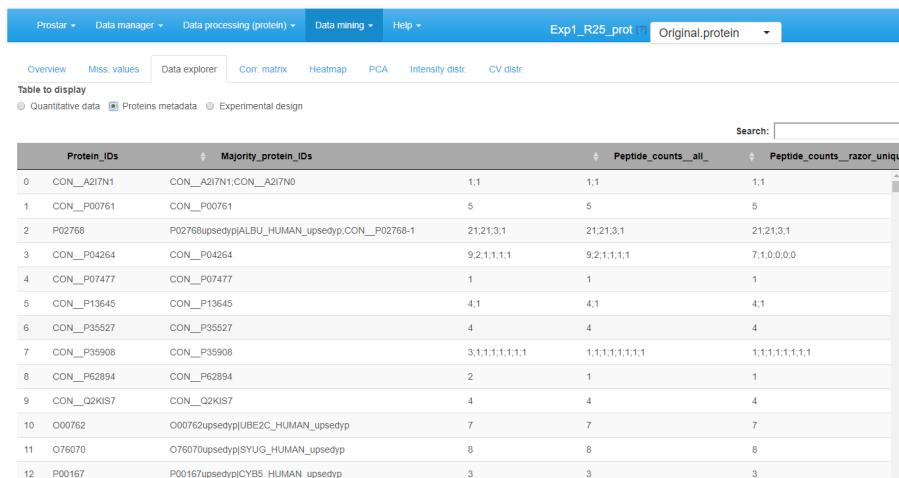 Prostar Data manager Data processing (protein) Data mining Help Exp1_R25_prot [?] Original.protein
Overview Miss. values Data explorer Corr. matrix Heatmap PCA Intensity distr. CV distr.
Table to display
Quantitative data Proteins metadata Experimental design
Search:
Protein_IDs Majority_protein_IDs Peptide_counts__all_ Peptide_counts__razor_uniqu
0 CON__A2I7N1 CON__A2I7N1;CON__A2I7N0 1;1 1;1 1;1
1 CON__P00761 CON__P00761 5 5 5
2 P02768 P02768upsedyp|ALBU_HUMAN_upsedyp;CON__P02768-1 21;21;3;1 21;21;3;1 21;21;3;1
3 CON__P04264 CON__P04264 9;2;1;1;1;1 9;2;1;1;1;1 7;1;0;0;0;0
4 CON__P07477 CON__P07477 1 1 1
5 CON__P13645 CON__P13645 4;1 4;1 4;1
6 CON__P35527 CON__P35527 4 4 4
7 CON__P35908 CON__P35908 3;1;1;1;1;1;1;1 1;1;1;1;1;1;1;1 1;1;1;1;1;1;1;1
8 CON__P62894 CON__P62894 2 1 1
9 CON__Q2KIS7 CON__Q2KIS7 4 4 4
10 O00762 O00762upsedyp|UBE2C_HUMAN_upsedyp 7 7 7
11 O76070 O76070upsedyp|SYUG_HUMAN_upsedyp 8 8 8
12 P00167 P00167upsedyp|CYB5_HUMAN_upsedyp 3 3 3